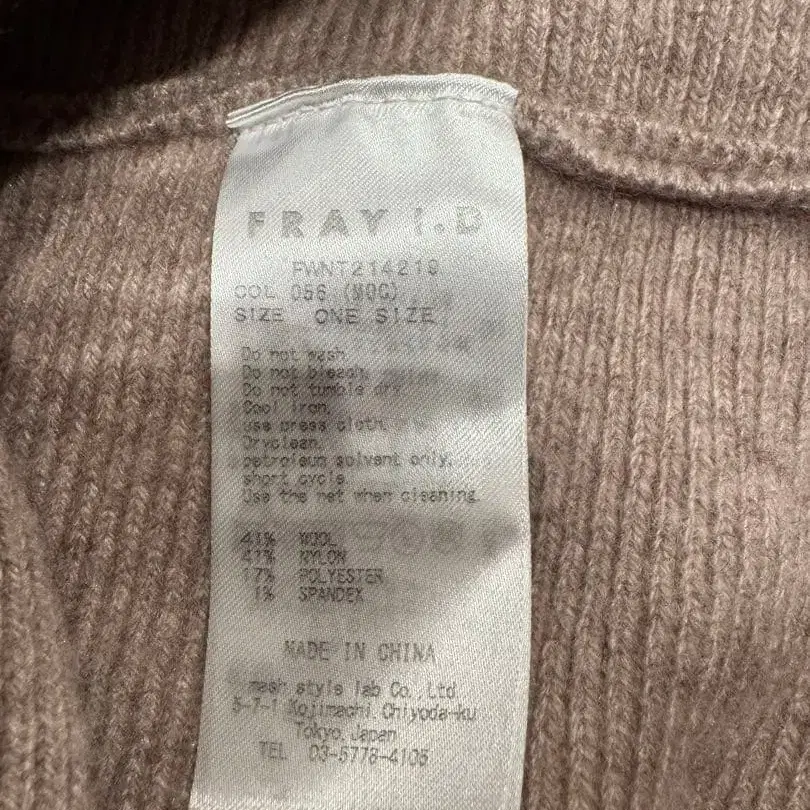 FRAY I.D
FWNT214219
COL 056 (MOC)
SIZE ONE SIZE
Do not wash.
Do not bleach.
Do not tumble dry.
Cool iron.
use press cloth.
Dryclean.
petroleum solvent only.
short cycle
Use the net when cleaning.
41% WOOL
41% NYLON
17% POLYESTER
1% SPANDEX
MADE IN CHINA
mash style lab Co., Ltd.
5-7-1 Kojimachi, Chiyoda-ku
Tokyo, Japan
TEL 03-5778-4105